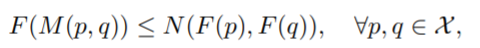 F(M(p, q)) ≤ N(F(p), F(q)), ∀p, q ∈ 𝒳,